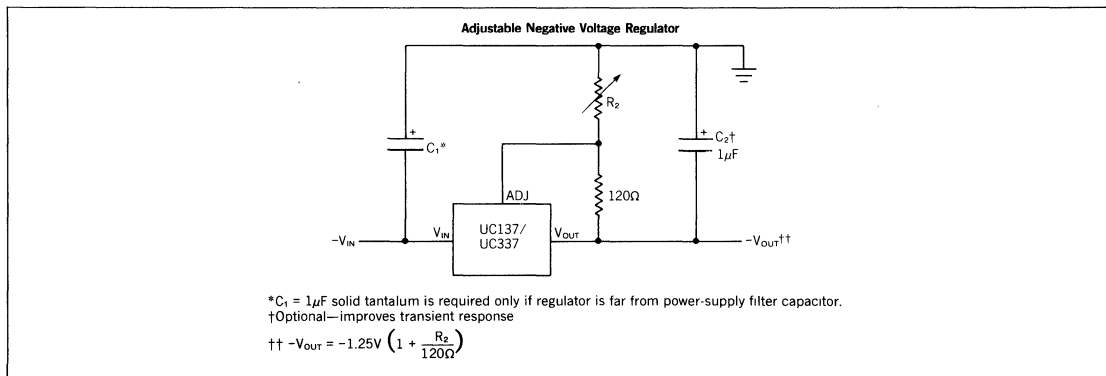 Adjustable Negative Voltage Regulator
R₂
+
C₁*
+
C₂†
1μF
ADJ
120Ω
-VIN
VIN
UC137/
UC337
VOUT
-VOUT††
*C₁ = 1μF solid tantalum is required only if regulator is far from power-supply filter capacitor.
†Optional—improves transient response
†† -VOUT = -1.25V (1 + R₂/120Ω)